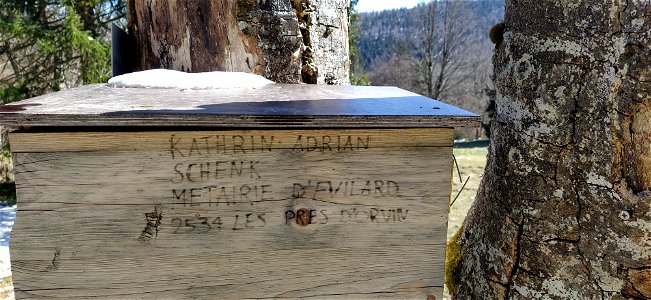 KATHRIN ADRIAN
SCHENK
METAIRIE D'EVILARD
2534 LES PRES D'ORVIN